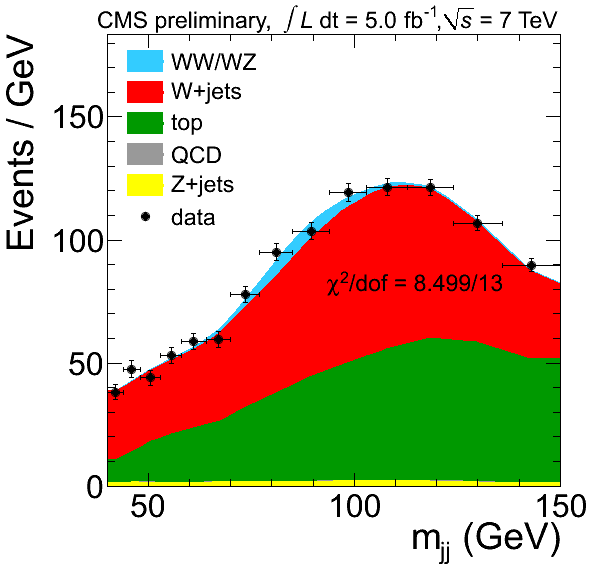 CMS preliminary, ∫L dt = 5.0 fb⁻¹, √s = 7 TeV
Events / GeV
WW/WZ
W+jets
top
QCD
Z+jets
data
150
100
50
0
χ²/dof = 8.499/13
50 100 150
m_jj (GeV)